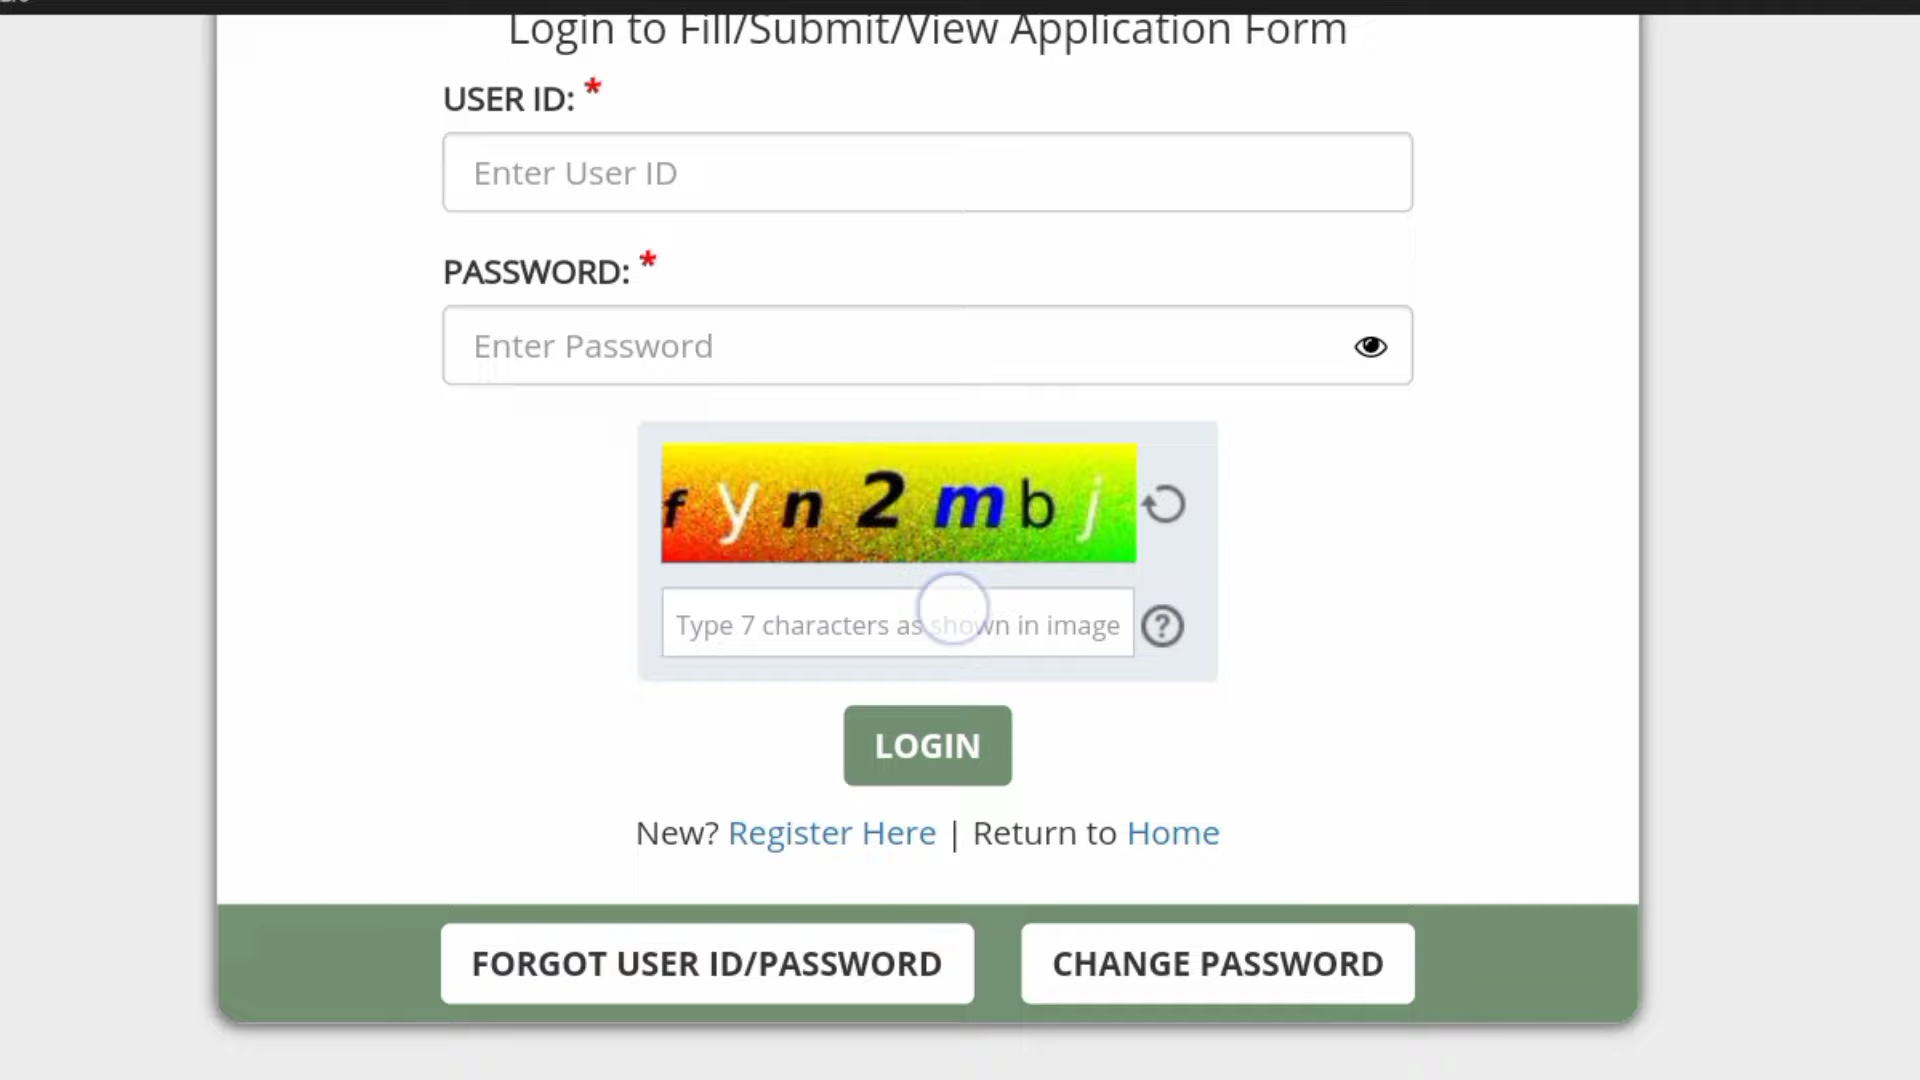 Login to Fill/Submit/View Application Form
USER ID: *
Enter User ID
PASSWORD: *
Enter Password
f y n 2 m b j
Type 7 characters as shown in image
LOGIN
New? Register Here | Return to Home
FORGOT USER ID/PASSWORD CHANGE PASSWORD